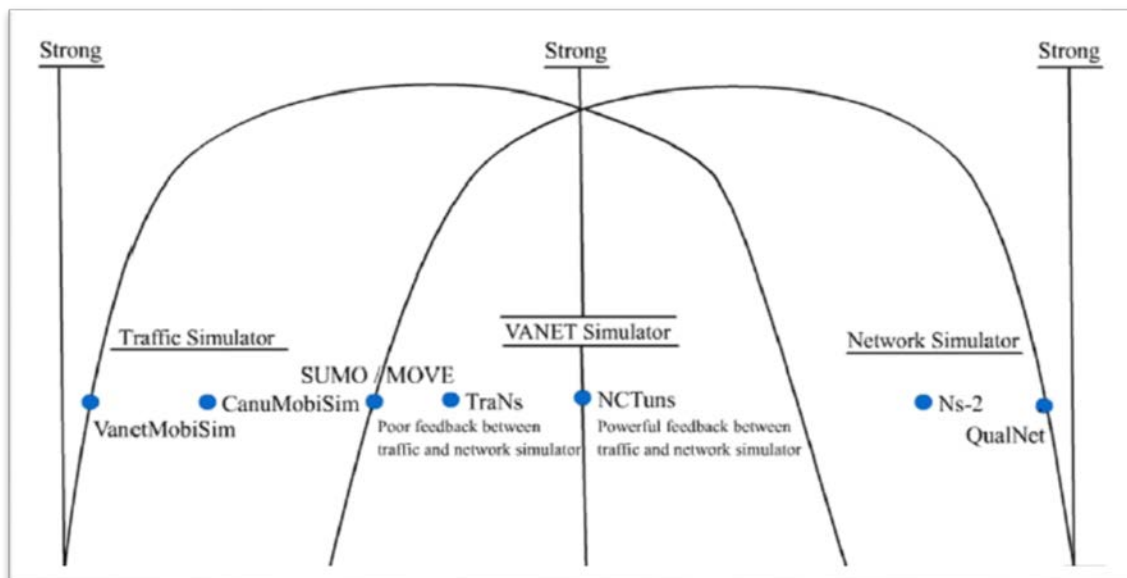 Strong
Strong
Strong
Traffic Simulator
VANET Simulator
Network Simulator
SUMO / MOVE
VanetMobiSim
CanuMobiSim
TraNs
Poor feedback between
traffic and network simulator
NCTuns
Powerful feedback between
traffic and network simulator
Ns-2
QualNet